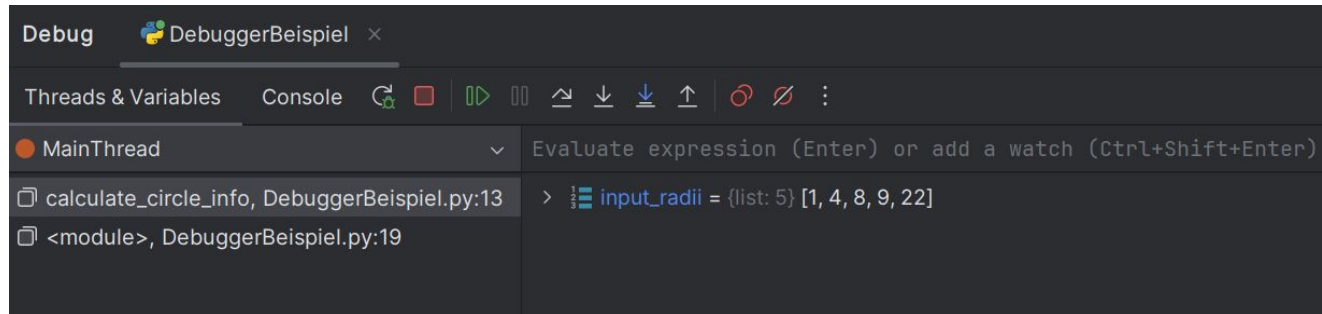 Debug DebuggerBeispiel
Threads & Variables Console
MainThread
Evaluate expression (Enter) or add a watch (Ctrl+Shift+Enter)
calculate_circle_info, DebuggerBeispiel.py:13
<module>, DebuggerBeispiel.py:19
input_radii = {list: 5} [1, 4, 8, 9, 22]